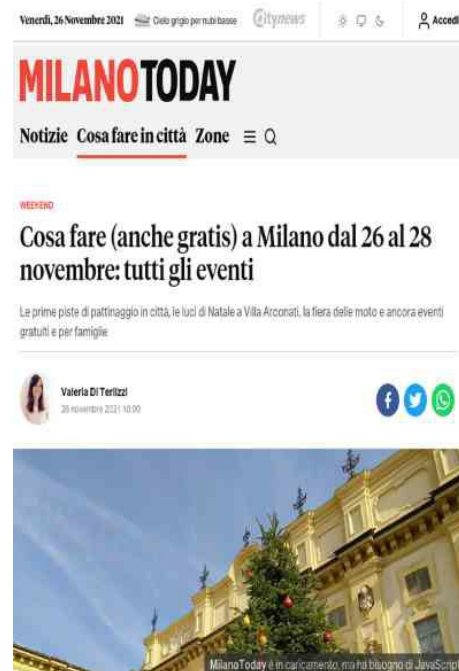 Venerdì, 26 Novembre 2021 Cielo grigio per nubi basse Citynews Accedi
MILANOTODAY
Notizie Cosa fare in città Zone
WEEKEND
Cosa fare (anche gratis) a Milano dal 26 al 28
novembre: tutti gli eventi
Le prime piste di pattinaggio in città, le luci di Natale a Villa Arconati, la fiera delle moto e ancora eventi
gratuiti e per famiglie
Valeria Di Terlizzi
26 novembre 2021 10:00
MilanoToday è in caricamento, ma ha bisogno di JavaScript